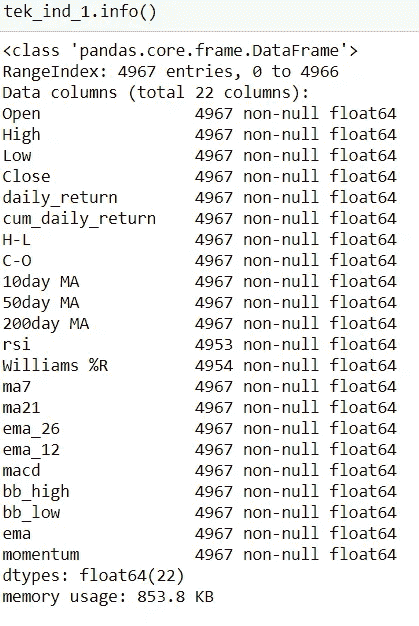 tek_ind_1.info()
<class 'pandas.core.frame.DataFrame'>
RangeIndex: 4967 entries, 0 to 4966
Data columns (total 22 columns):
Open                4967 non-null float64
High                4967 non-null float64
Low                 4967 non-null float64
Close               4967 non-null float64
daily_return        4967 non-null float64
cum_daily_return    4967 non-null float64
H-L                 4967 non-null float64
C-O                 4967 non-null float64
10day MA            4967 non-null float64
50day MA            4967 non-null float64
200day MA           4967 non-null float64
rsi                 4953 non-null float64
Williams %R         4954 non-null float64
ma7                 4967 non-null float64
ma21                4967 non-null float64
ema_26              4967 non-null float64
ema_12              4967 non-null float64
macd                4967 non-null float64
bb_high             4967 non-null float64
bb_low              4967 non-null float64
ema                 4967 non-null float64
momentum            4967 non-null float64
dtypes: float64(22)
memory usage: 853.8 KB